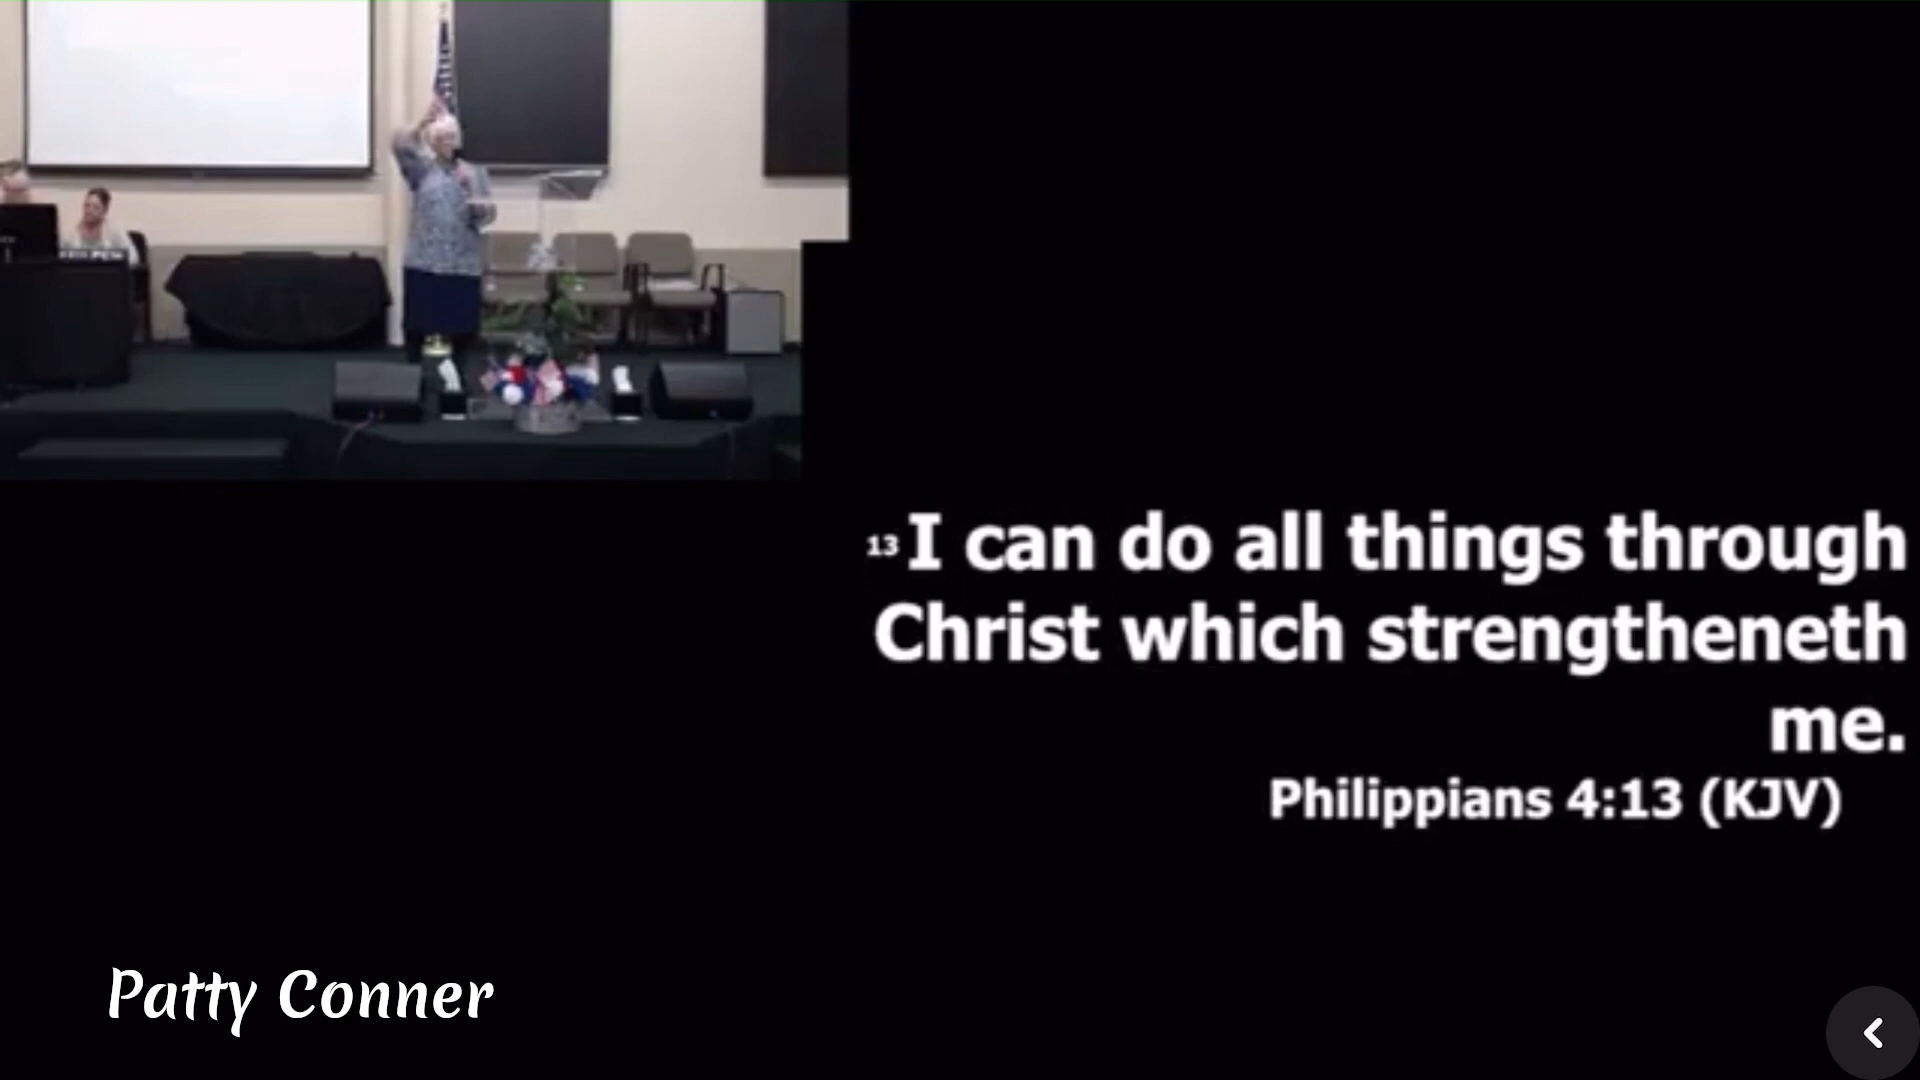 13 I can do all things through
Christ which strengtheneth
me.
Philippians 4:13 (KJV)
Patty Conner